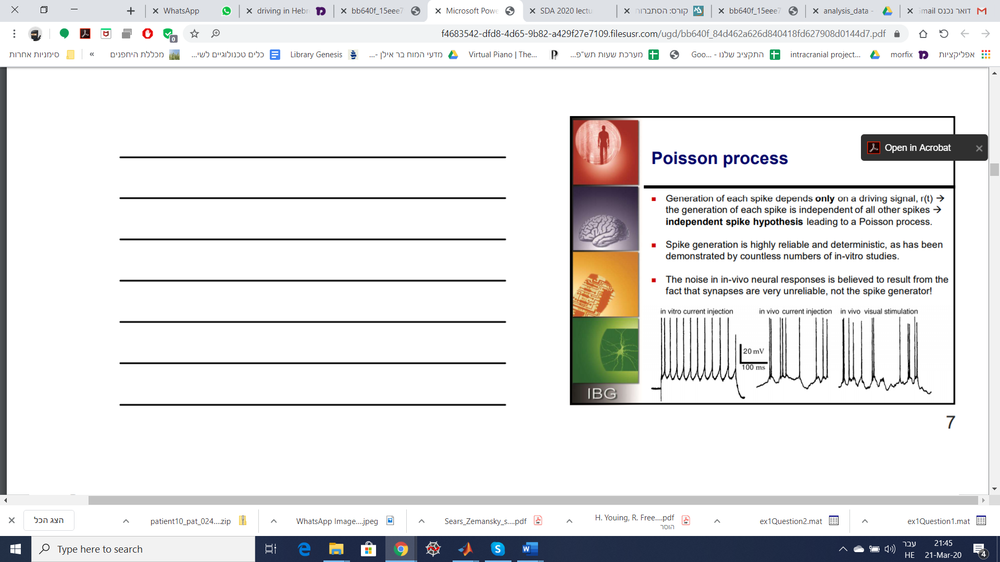 WhatsApp
driving in Hebr
bb640f_15eee7
Microsoft Powe
SDA 2020 lectu
קורס: הסתברות
bb640f_15eee7
analysis_data -
דואר נכנס
f4683542-dfd8-4d65-9b82-a429f27e7109.filesusr.com/ugd/bb640f_84d462a626d840418fd627908d0144d7.pdf
0
אפליקציות
morfix
intracranial project...
התקציב שלנו - Goo...
מערכת שעות תש"פ...
Virtual Piano | The...
מדעי המוח בר אילן -...
Library Genesis
כלים טכנולוגיים לשי...
מכללת היחפנים
«
סימניות אחרות
Open in Acrobat
Poisson process
Generation of each spike depends only on a driving signal, r(t) →
the generation of each spike is independent of all other spikes →
independent spike hypothesis leading to a Poisson process.
Spike generation is highly reliable and deterministic, as has been
demonstrated by countless numbers of in-vitro studies.
The noise in in-vivo neural responses is believed to result from the
fact that synapses are very unreliable, not the spike generator!
in vitro current injection
in vivo current injection
in vivo visual stimulation
20 mV
100 ms
IBG
7
הצג הכל
patient10_pat_024....zip
WhatsApp Image....jpeg
Sears_Zemansky_s....pdf
H. Youing, R. Free....pdf
הוסר
ex1Question2.mat
ex1Question1.mat
Type here to search
עבר
HE
21:45
21-Mar-20
4